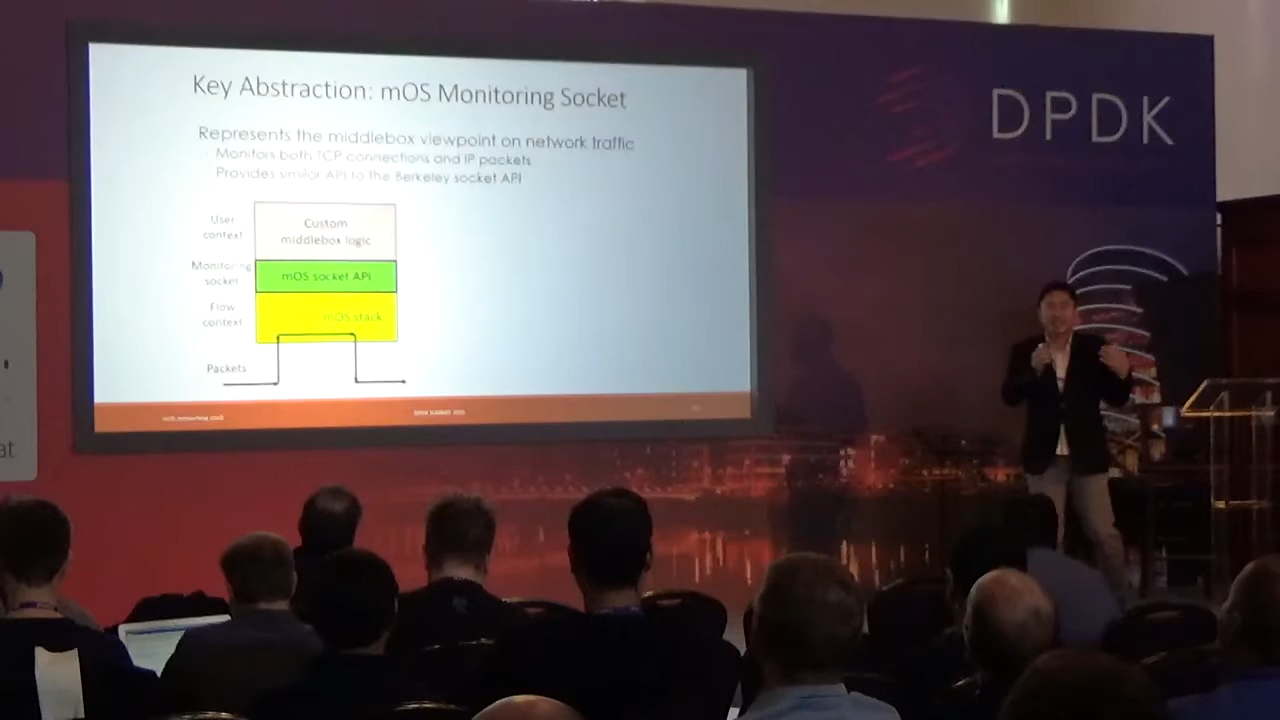 Key Abstraction: mOS Monitoring Socket
Represents the middlebox viewpoint on network traffic
Monitors both TCP connections and IP packets
Provides similar API to the Berkeley socket API
User
context
Custom
middlebox logic
Monitoring
socket
mOS socket API
Flow
context
mOS stack
Packets
DPDK
at